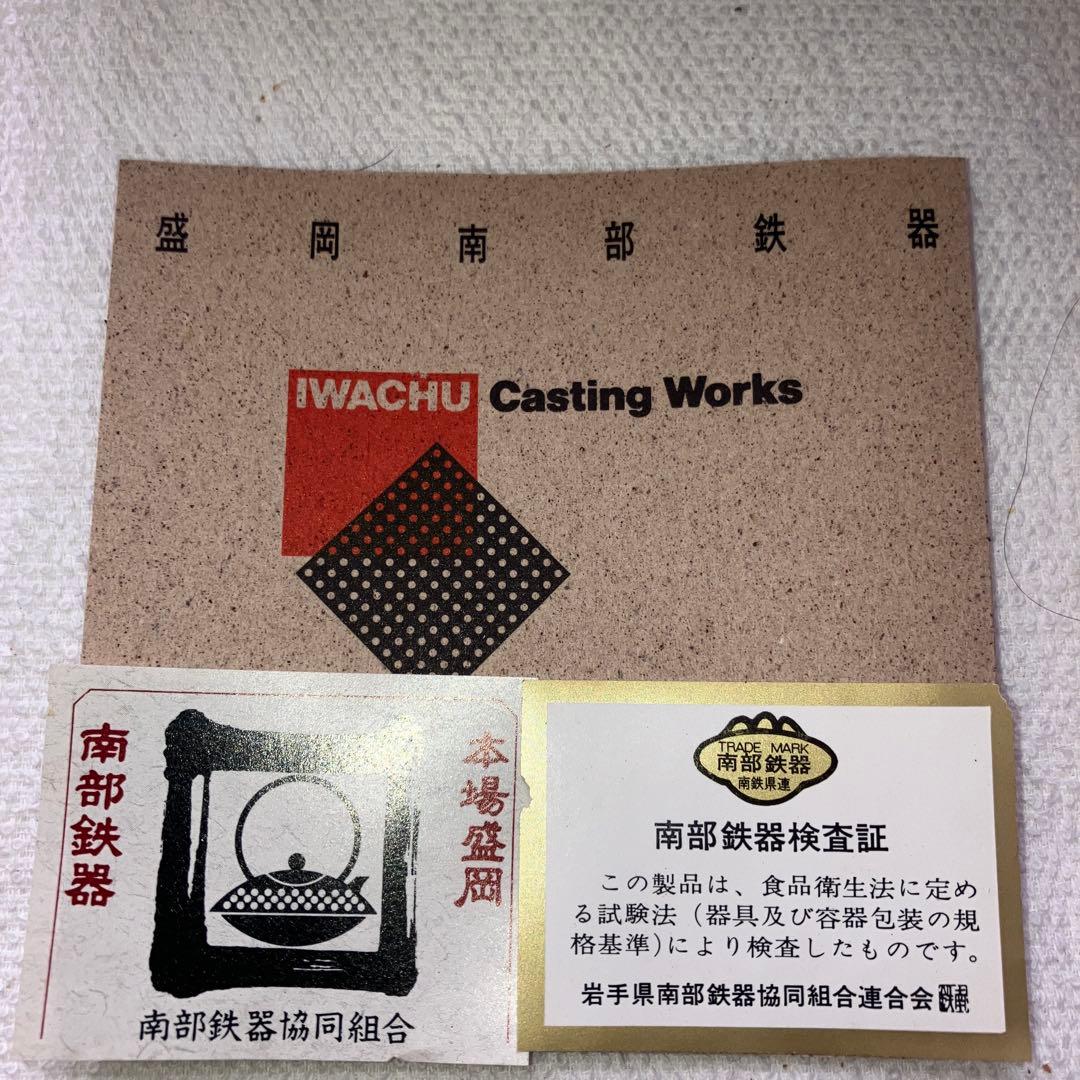 盛岡南部鉄器
IWACHU Casting Works
南部鉄器
本場盛岡
南部鉄器協同組合
TRADE MARK
南部鉄器
南鉄県連
南部鉄器検査証
この製品は、食品衛生法に定め
る試験法(器具及び容器包装の規
格基準)により検査したものです。
岩手県南部鉄器協同組合連合会